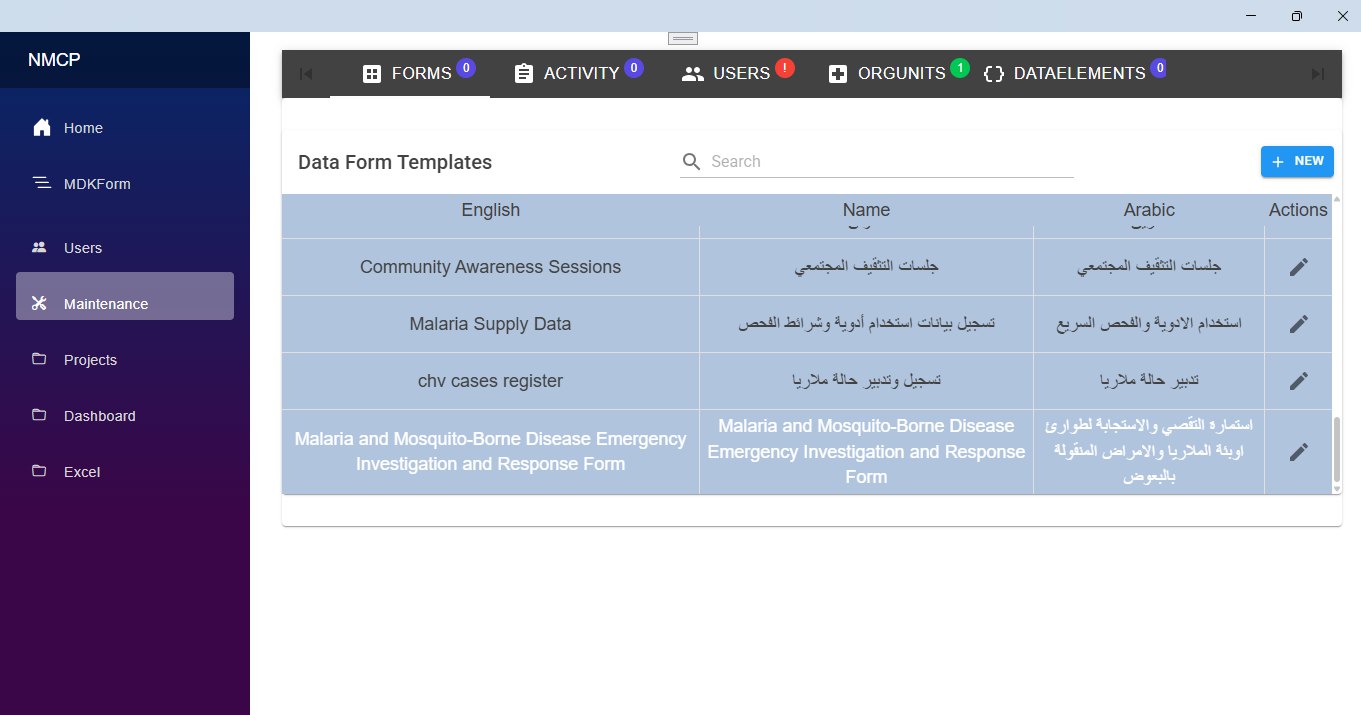 NMCP
Home
MDKForm
Users
Maintenance
Projects
Dashboard
Excel
FORMS 0
ACTIVITY 0
USERS !
ORGUNITS 1
DATAELEMENTS 0
Data Form Templates
Search
+ NEW
English Name Arabic Actions
Community Awareness Sessions جلسات التثقيف المجتمعي جلسات التثقيف المجتمعي
Malaria Supply Data تسجيل بيانات استخدام أدوية وشرائط الفحص استخدام الادوية والفحص السريع
chv cases register تسجيل وتدبير حالة ملاريا تدبير حالة ملاريا
Malaria and Mosquito-Borne Disease Emergency
Investigation and Response Form
Malaria and Mosquito-Borne Disease
Emergency Investigation and Response
Form
استمارة التقصي والاستجابة لطوارئ
اوبئة الملاريا والامراض المنقولة
بالبعوض